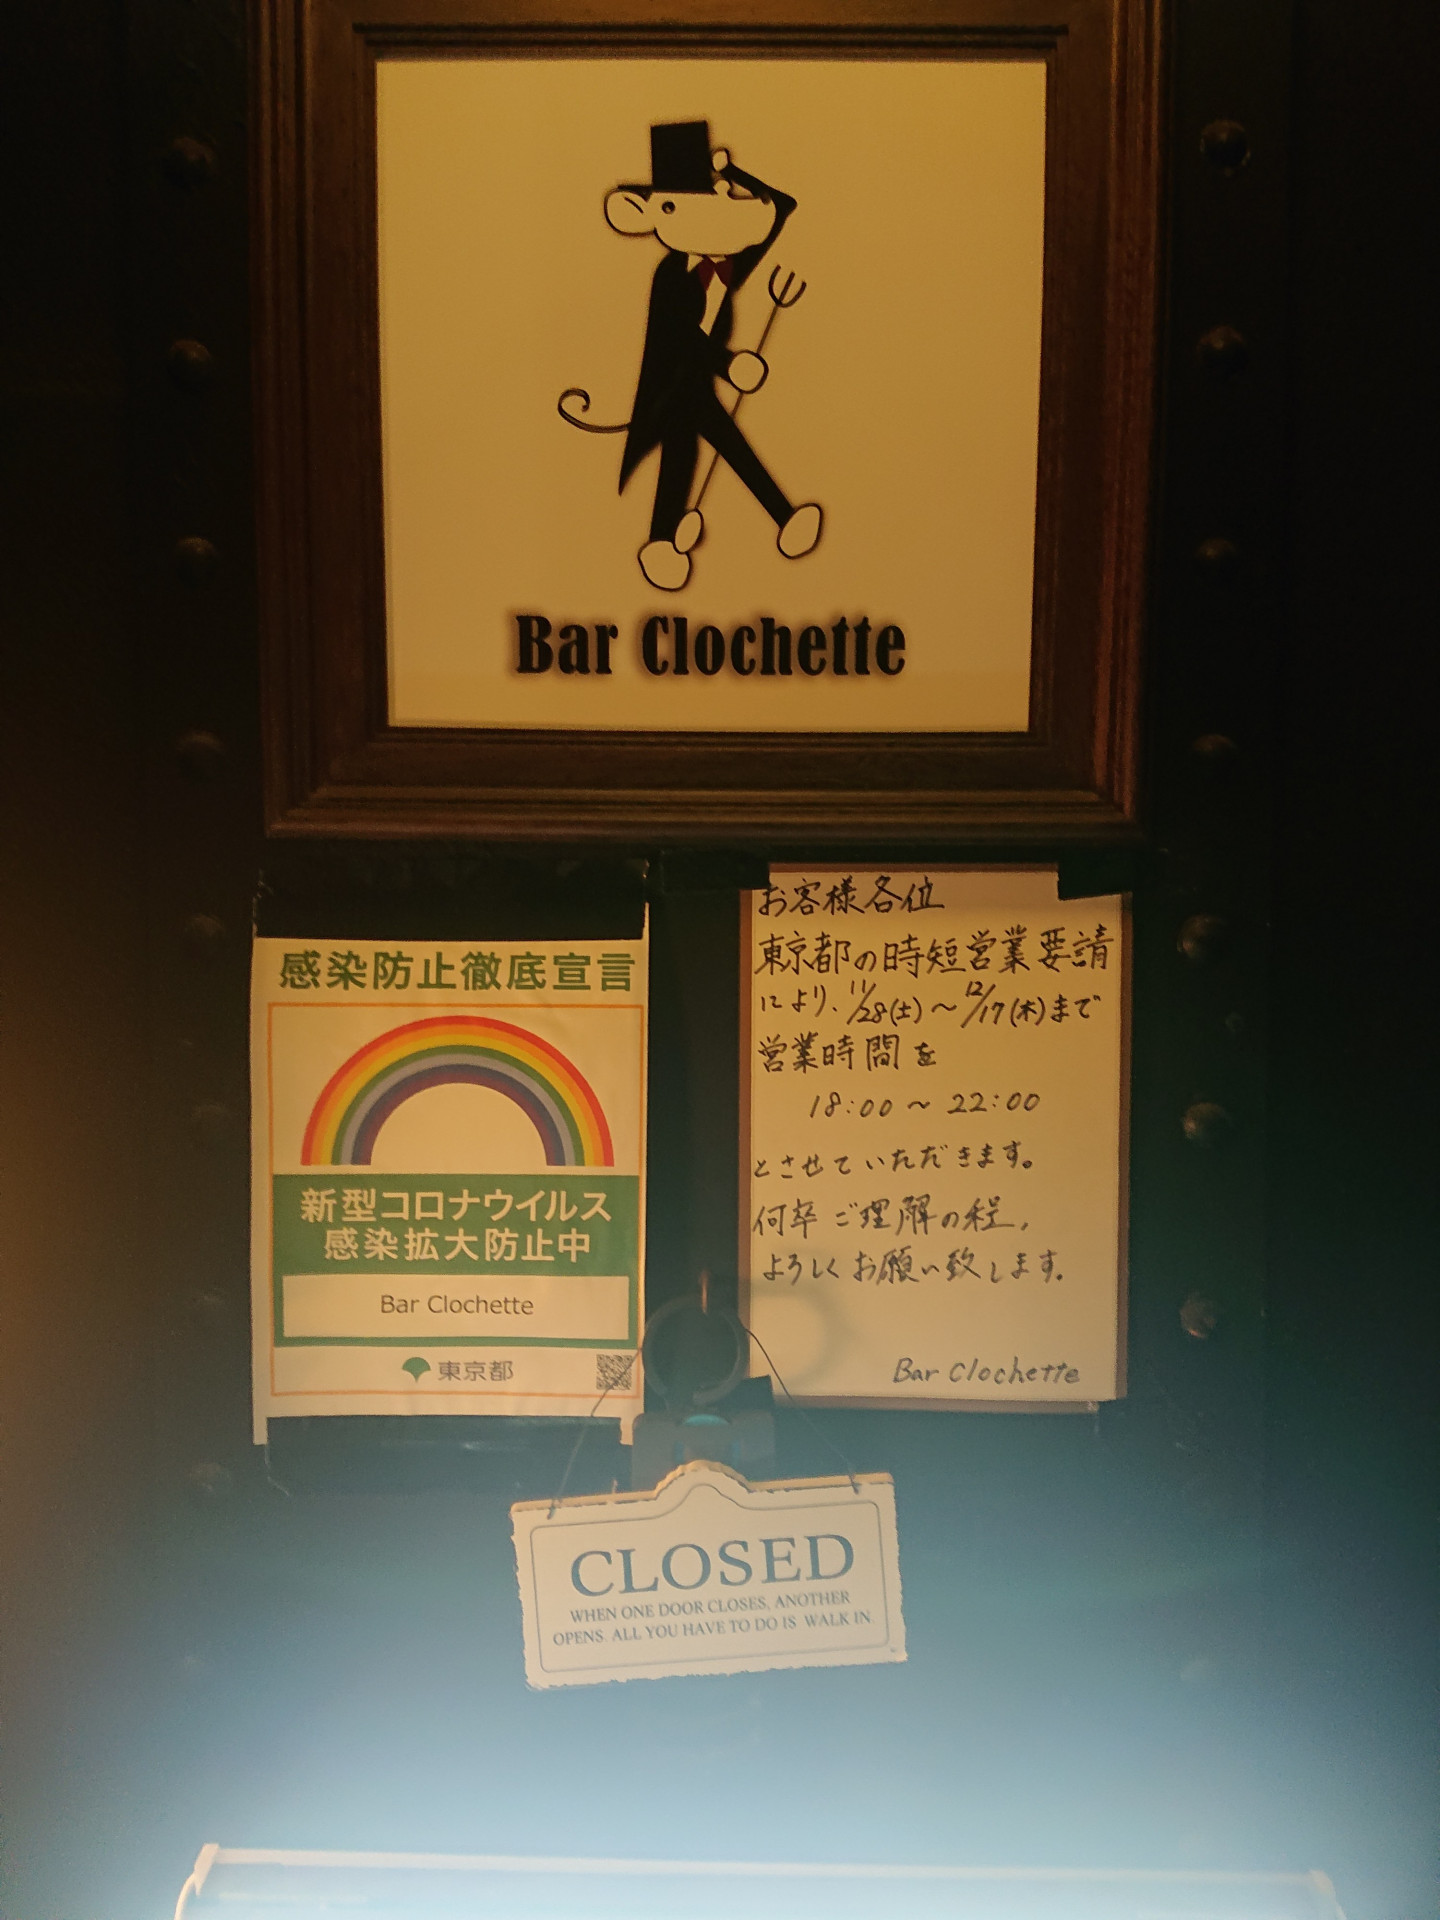 Bar Clochette
感染防止徹底宣言
新型コロナウイルス
感染拡大防止中
Bar Clochette
東京都
お客様各位
東京都の時短営業要請
により、11/28(土)～12/17(木)まで
営業時間を
18:00～22:00
とさせていただきます。
何卒ご理解の程、
よろしくお願い致します。
Bar Clochette
CLOSED
WHEN ONE DOOR CLOSES, ANOTHER
OPENS. ALL YOU HAVE TO DO IS WALK IN.